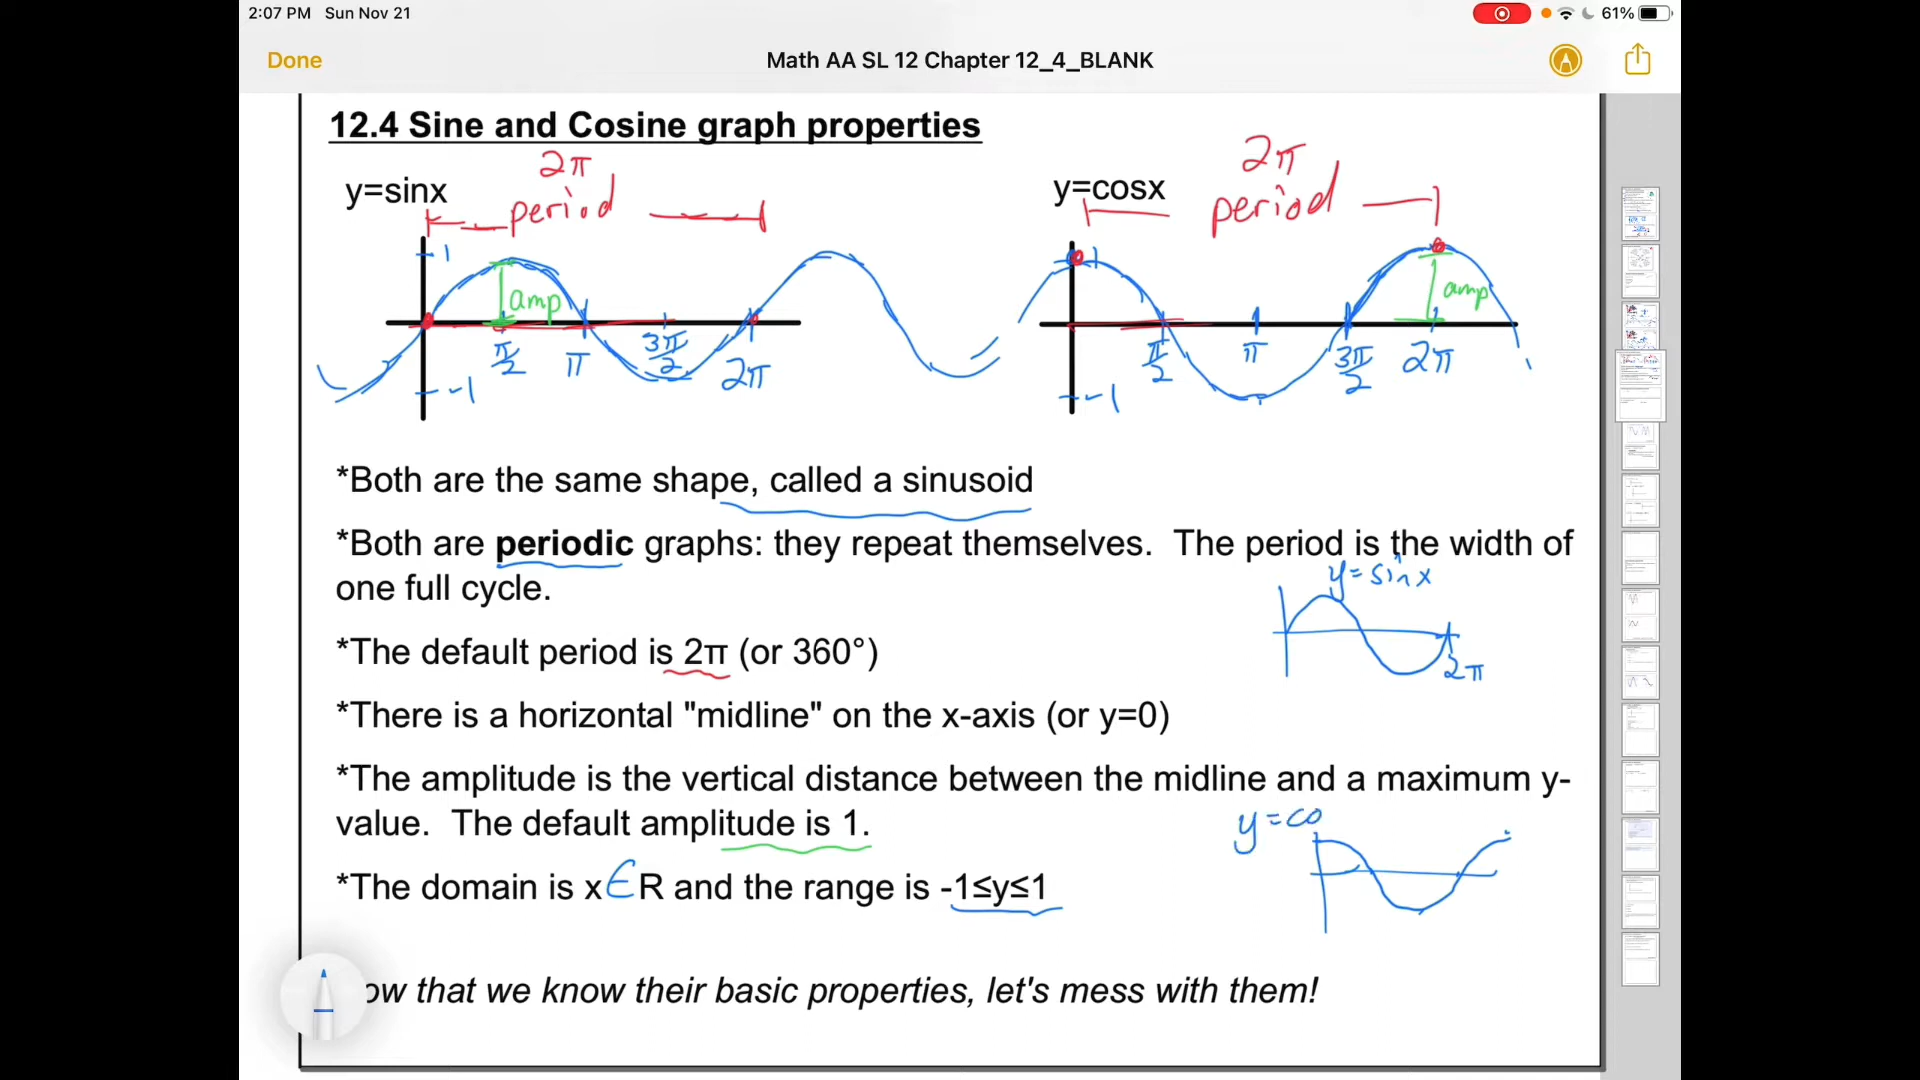 2:07 PM Sun Nov 21
61%
Done
Math AA SL 12 Chapter 12_4_BLANK
12.4 Sine and Cosine graph properties
2π
period
y=sinx
1
amp
π/2
π
3π/2
2π
-1
2π
period
y=cosx
1
amp
π/2
π
3π/2
2π
-1
*Both are the same shape, called a sinusoid
*Both are periodic graphs: they repeat themselves. The period is the width of
one full cycle.
y=sinx
2π
*The default period is 2π (or 360°)
*There is a horizontal "midline" on the x-axis (or y=0)
*The amplitude is the vertical distance between the midline and a maximum y-
value. The default amplitude is 1.
y=co
*The domain is x∈R and the range is -1≤y≤1
ow that we know their basic properties, let's mess with them!